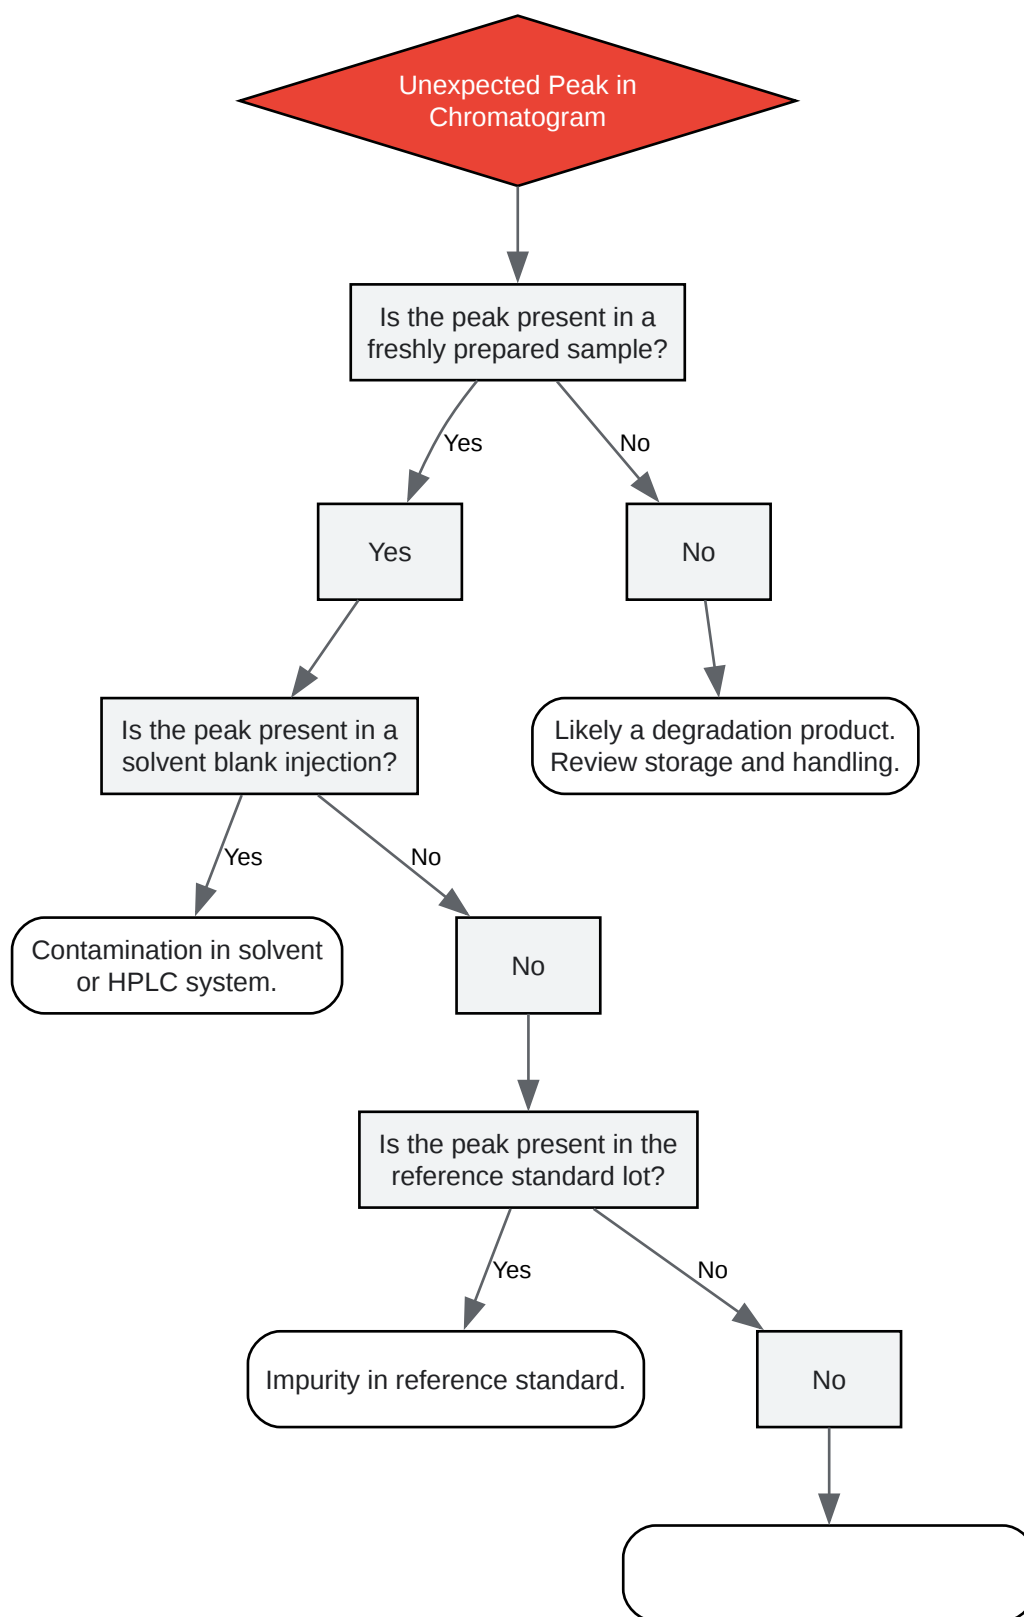 Unexpected Peak in
Chromatogram
Is the peak present in a
freshly prepared sample?
Yes
No
Yes
No
Is the peak present in a
solvent blank injection?
Likely a degradation product.
Review storage and handling.
Yes
No
Contamination in solvent
or HPLC system.
No
Is the peak present in the
reference standard lot?
Yes
No
Impurity in reference standard.
No